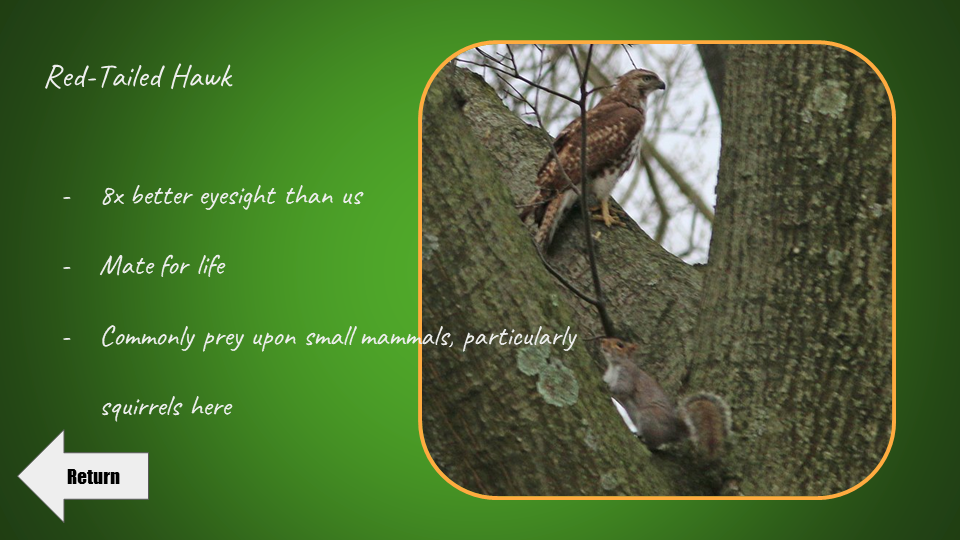 Red-Tailed Hawk
- 8x better eyesight than us
- Mate for life
- Commonly prey upon small mammals, particularly
squirrels here
Return